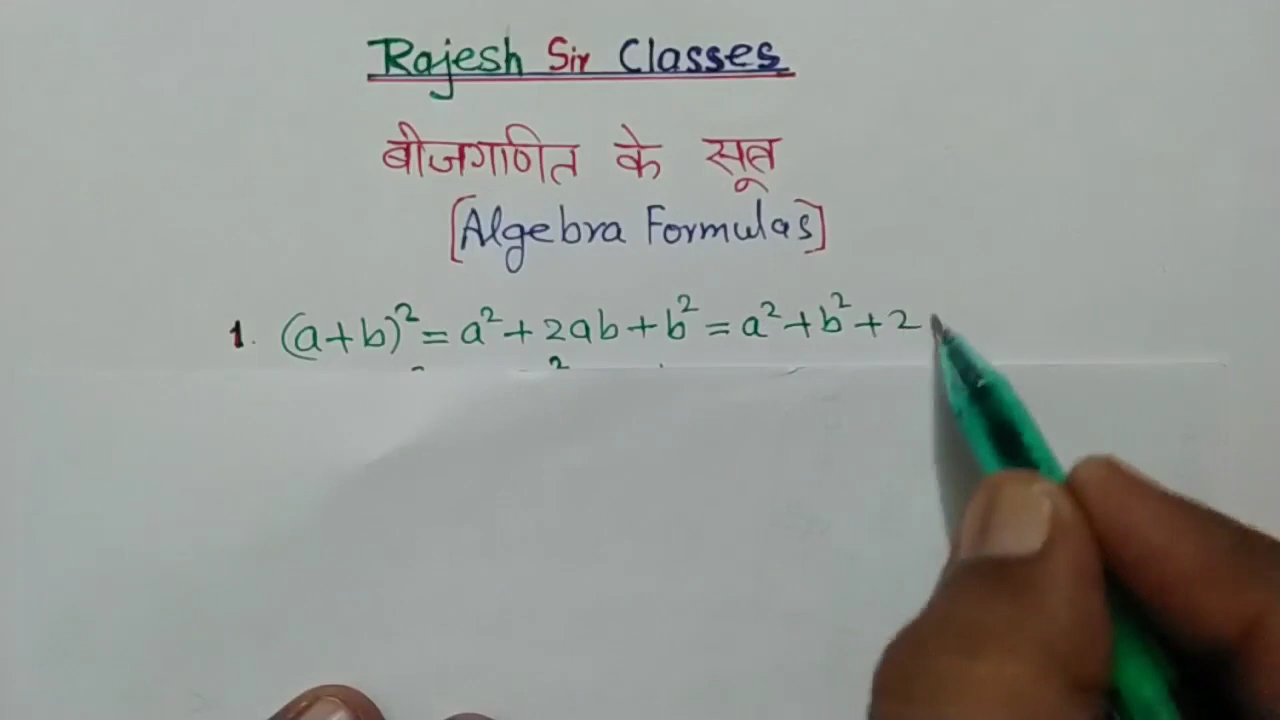 Rajesh Sir Classes
बीजगणित के सूत्र
[Algebra Formulas]
1. (a+b)² = a² + 2ab + b² = a² + b² + 2